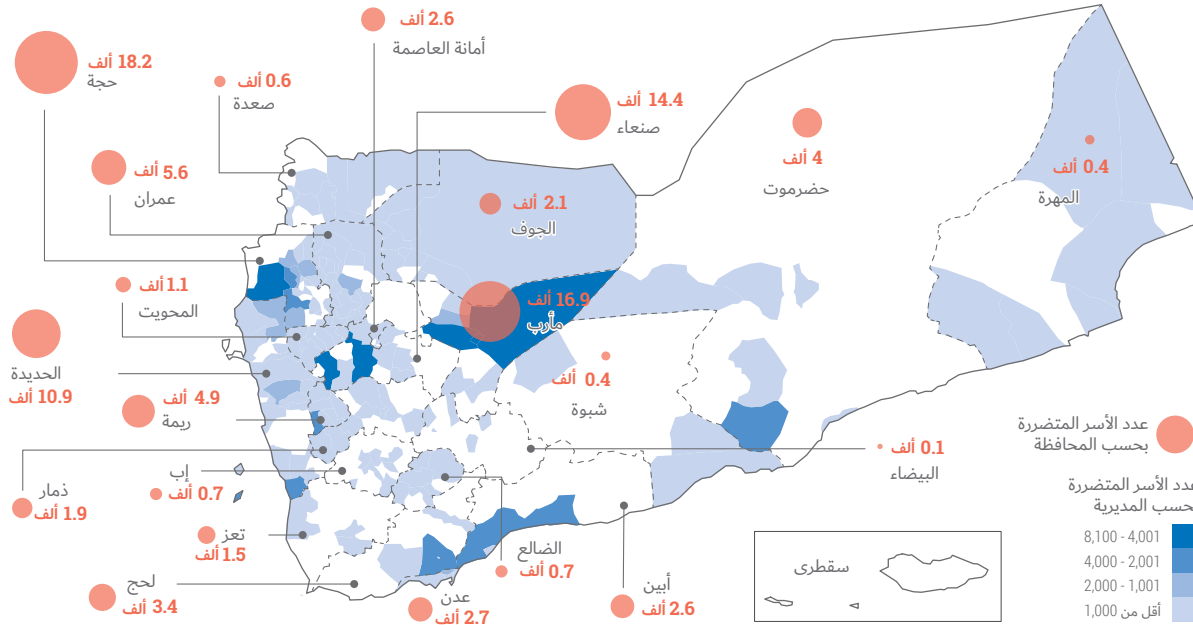 2.6 ألف
أمانة العاصمة
18.2 ألف
حجة
0.6 ألف
صعدة
14.4 ألف
صنعاء
4 ألف
حضرموت
0.4 ألف
المهرة
5.6 ألف
عمران
2.1 ألف
الجوف
1.1 ألف
المحويت
16.9 ألف
مأرب
الحديدة
10.9 ألف
0.4 ألف
شبوة
4.9 ألف
ريمة
0.1 ألف
البيضاء
ذمار
1.9 ألف
إب
0.7 ألف
تعز
1.5 ألف
الضالع
0.7 ألف
لحج
3.4 ألف
عدن
2.7 ألف
أبين
2.6 ألف
سقطرى
عدد الأسر المتضررة
بحسب المحافظة
عدد الأسر المتضررة
بحسب المديرية
8,100 - 4,001
4,000 - 2,001
2,000 - 1,001
أقل من 1,000